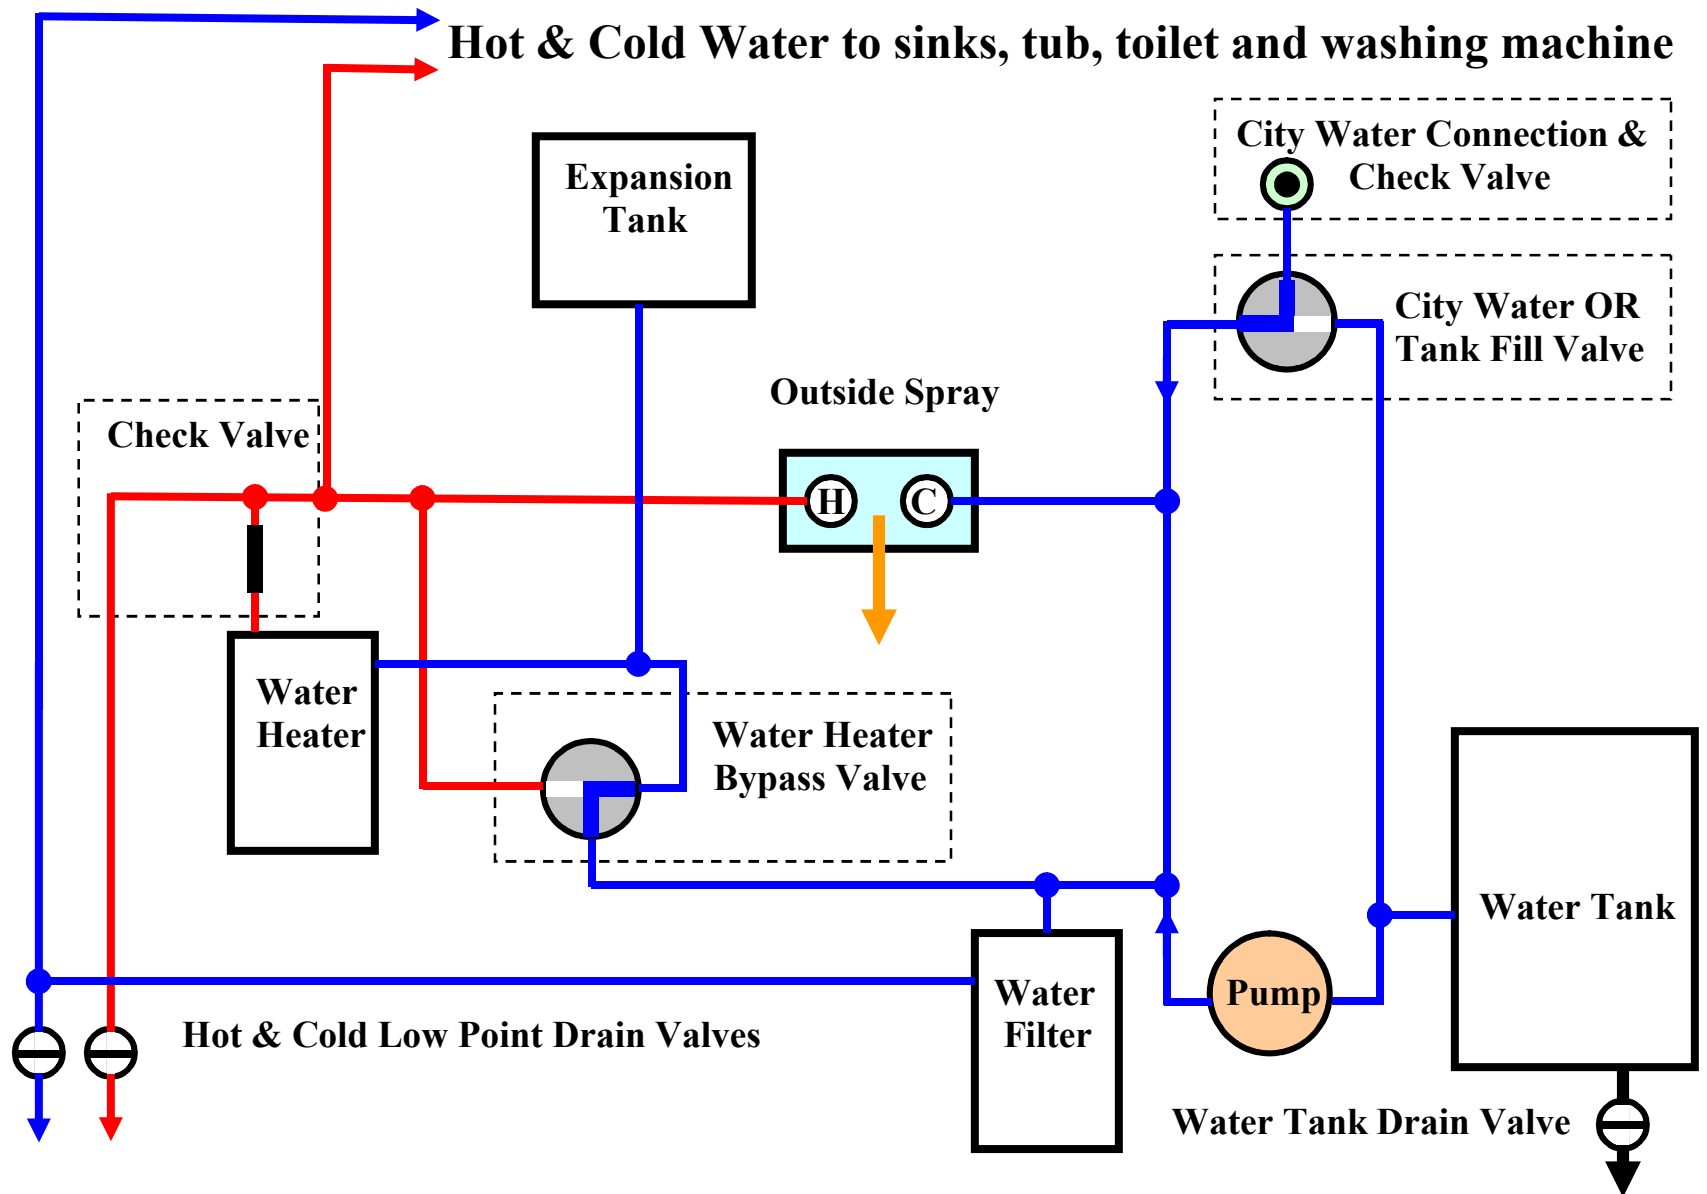 Hot & Cold Water to sinks, tub, toilet and washing machine
City Water Connection &
Check Valve
Expansion
Tank
City Water OR
Tank Fill Valve
Outside Spray
Check Valve
H
C
Water
Heater
Water Heater
Bypass Valve
Water Tank
Pump
Water
Filter
Hot & Cold Low Point Drain Valves
Water Tank Drain Valve